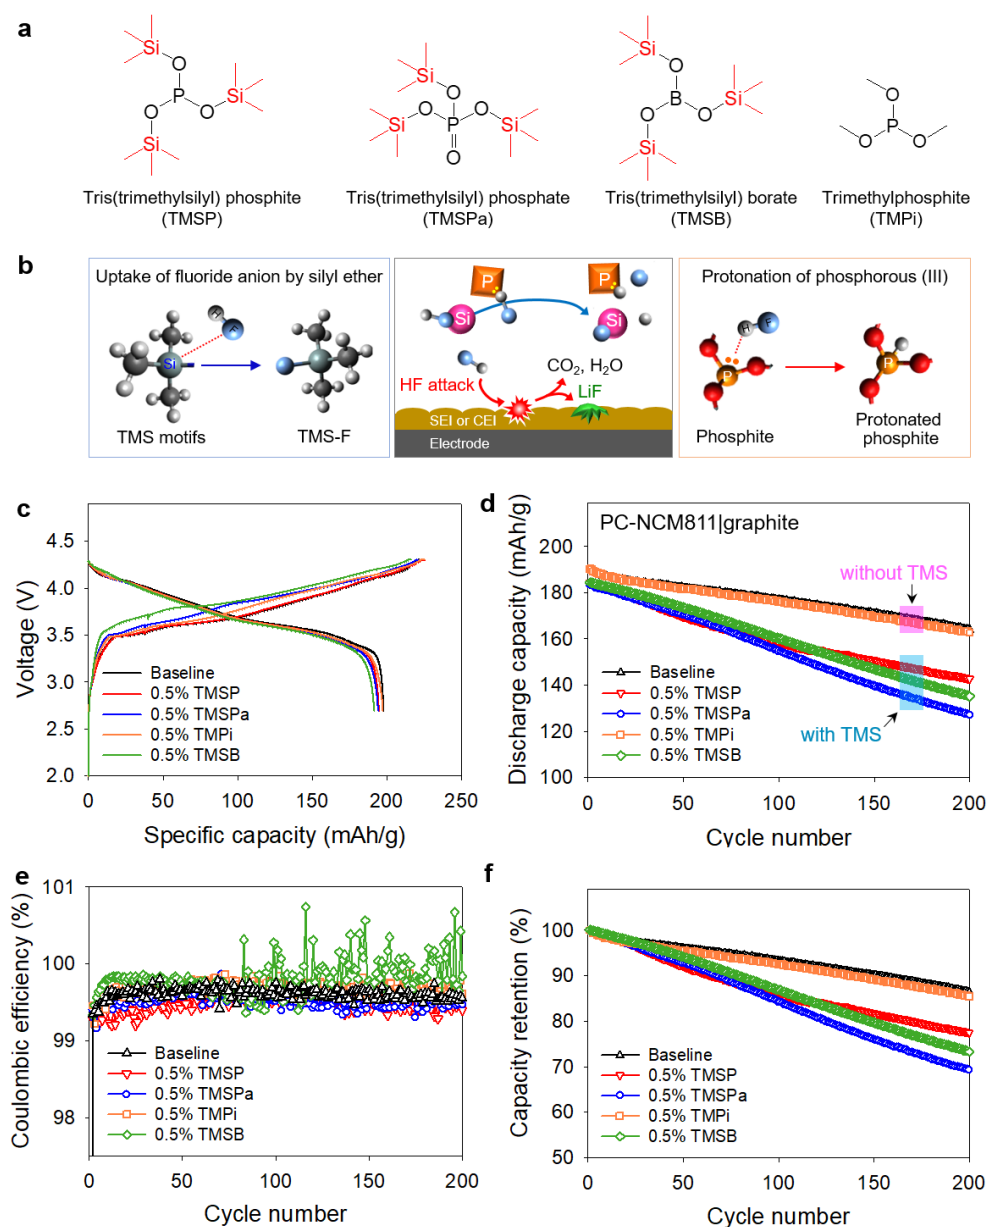 a
Si
O
P
O
Si
O
Si
Tris(trimethylsilyl) phosphite
(TMSP)
Si
O
Si
O
P
O
Si
O
Tris(trimethylsilyl) phosphate
(TMSPa)
Si
O
B
O
Si
O
Si
Tris(trimethylsilyl) borate
(TMSB)
O
P
O
O
Trimethylphosphite
(TMPi)
b
Uptake of fluoride anion by silyl ether
H
F
Si
TMS motifs
TMS-F
P
P
Si
Si
HF attack
CO2, H2O
LiF
SEI or CEI
Electrode
Protonation of phosphorous (III)
H
F
P
P
Phosphite
Protonated
phosphite
c
Voltage (V)
4.5
4.0
3.5
3.0
2.5
2.0
Baseline
0.5% TMSP
0.5% TMSPa
0.5% TMPi
0.5% TMSB
0
50
100
150
200
250
Specific capacity (mAh/g)
d
PC-NCM811|graphite
Discharge capacity (mAh/g)
200
180
160
140
120
100
without TMS
with TMS
Baseline
0.5% TMSP
0.5% TMSPa
0.5% TMPi
0.5% TMSB
0
50
100
150
200
Cycle number
e
Coulombic efficiency (%)
101
100
99
98
Baseline
0.5% TMSP
0.5% TMSPa
0.5% TMPi
0.5% TMSB
0
50
100
150
200
Cycle number
f
Capacity retention (%)
100
90
80
70
60
50
Baseline
0.5% TMSP
0.5% TMSPa
0.5% TMPi
0.5% TMSB
0
50
100
150
200
Cycle number